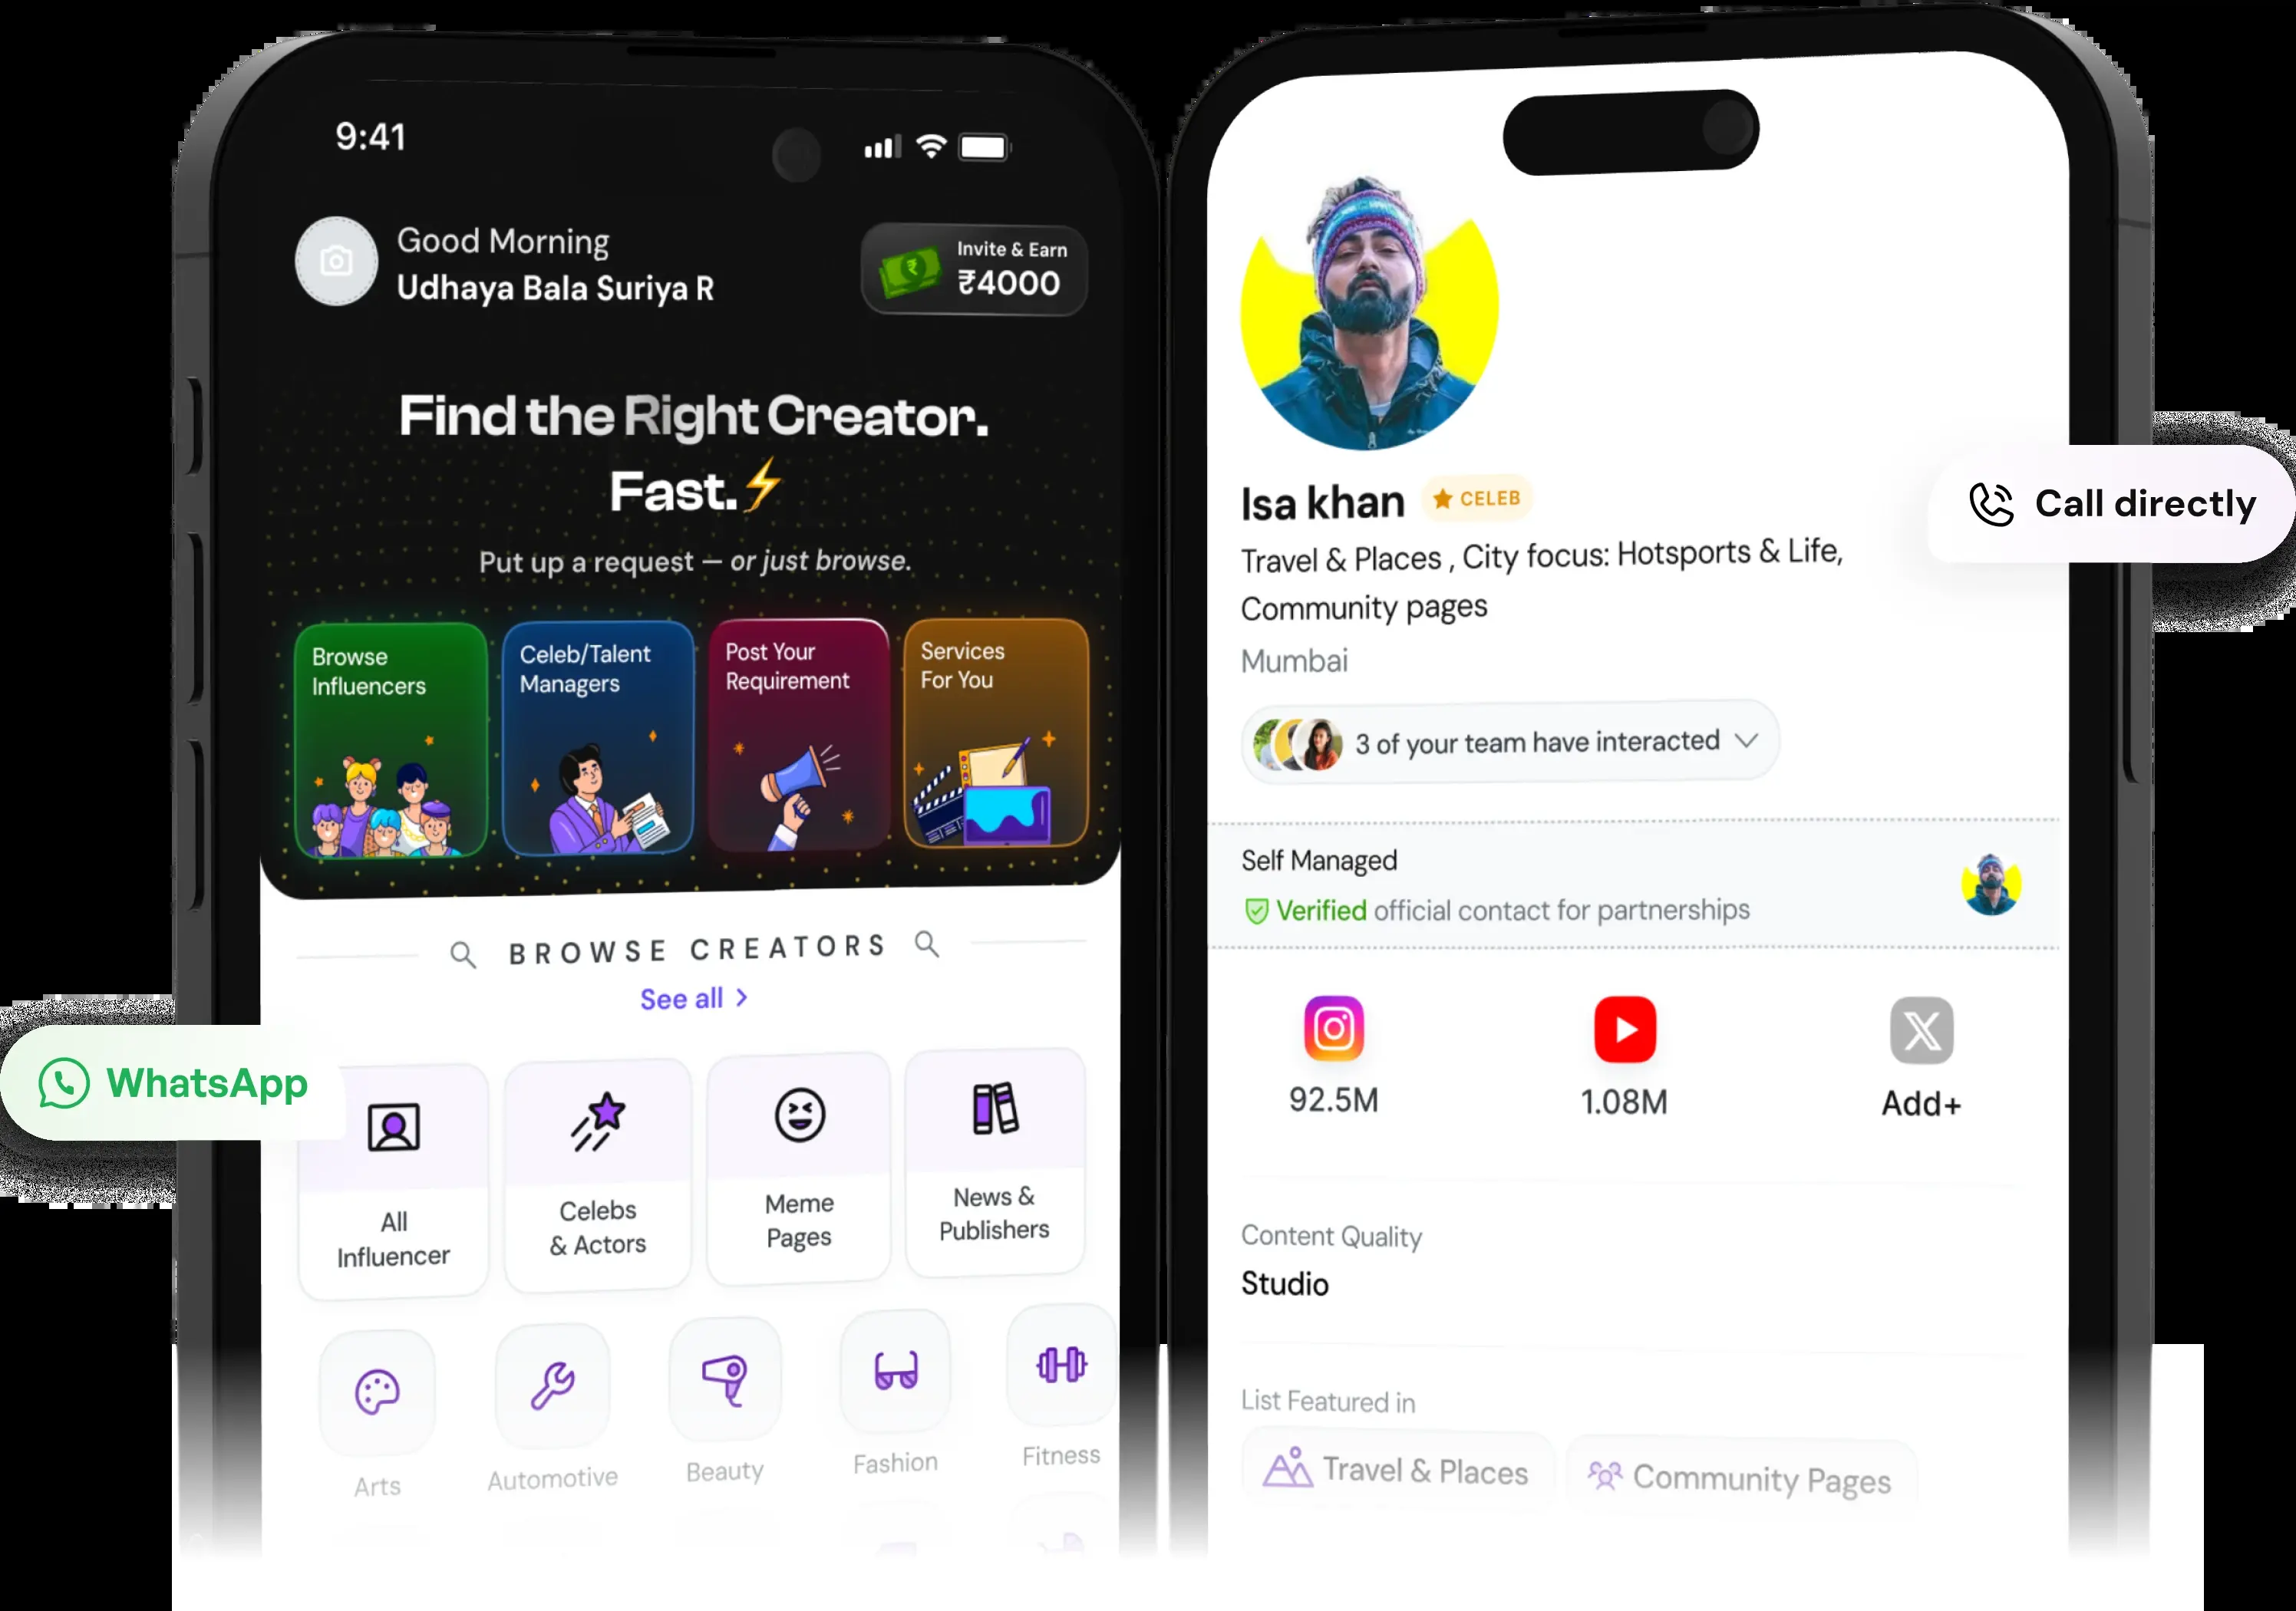 9:41
Good Morning
Udhaya Bala Suriya R
Invite & Earn
₹4000
Find the Right Creator.
Fast.⚡
Put up a request — or just browse.
Browse
Influencers
Celeb/Talent
Managers
Post Your
Requirement
Services
For You
BROWSE CREATORS
See all >
WhatsApp
All
Influencer
Celebs
& Actors
Meme
Pages
News &
Publishers
Arts
Automotive
Beauty
Fashion
Fitness
Isa khan
CELEB
Call directly
Travel & Places , City focus: Hotsports & Life,
Community pages
Mumbai
3 of your team have interacted
Self Managed
Verified official contact for partnerships
92.5M
1.08M
Add+
Content Quality
Studio
List Featured in
Travel & Places
Community Pages